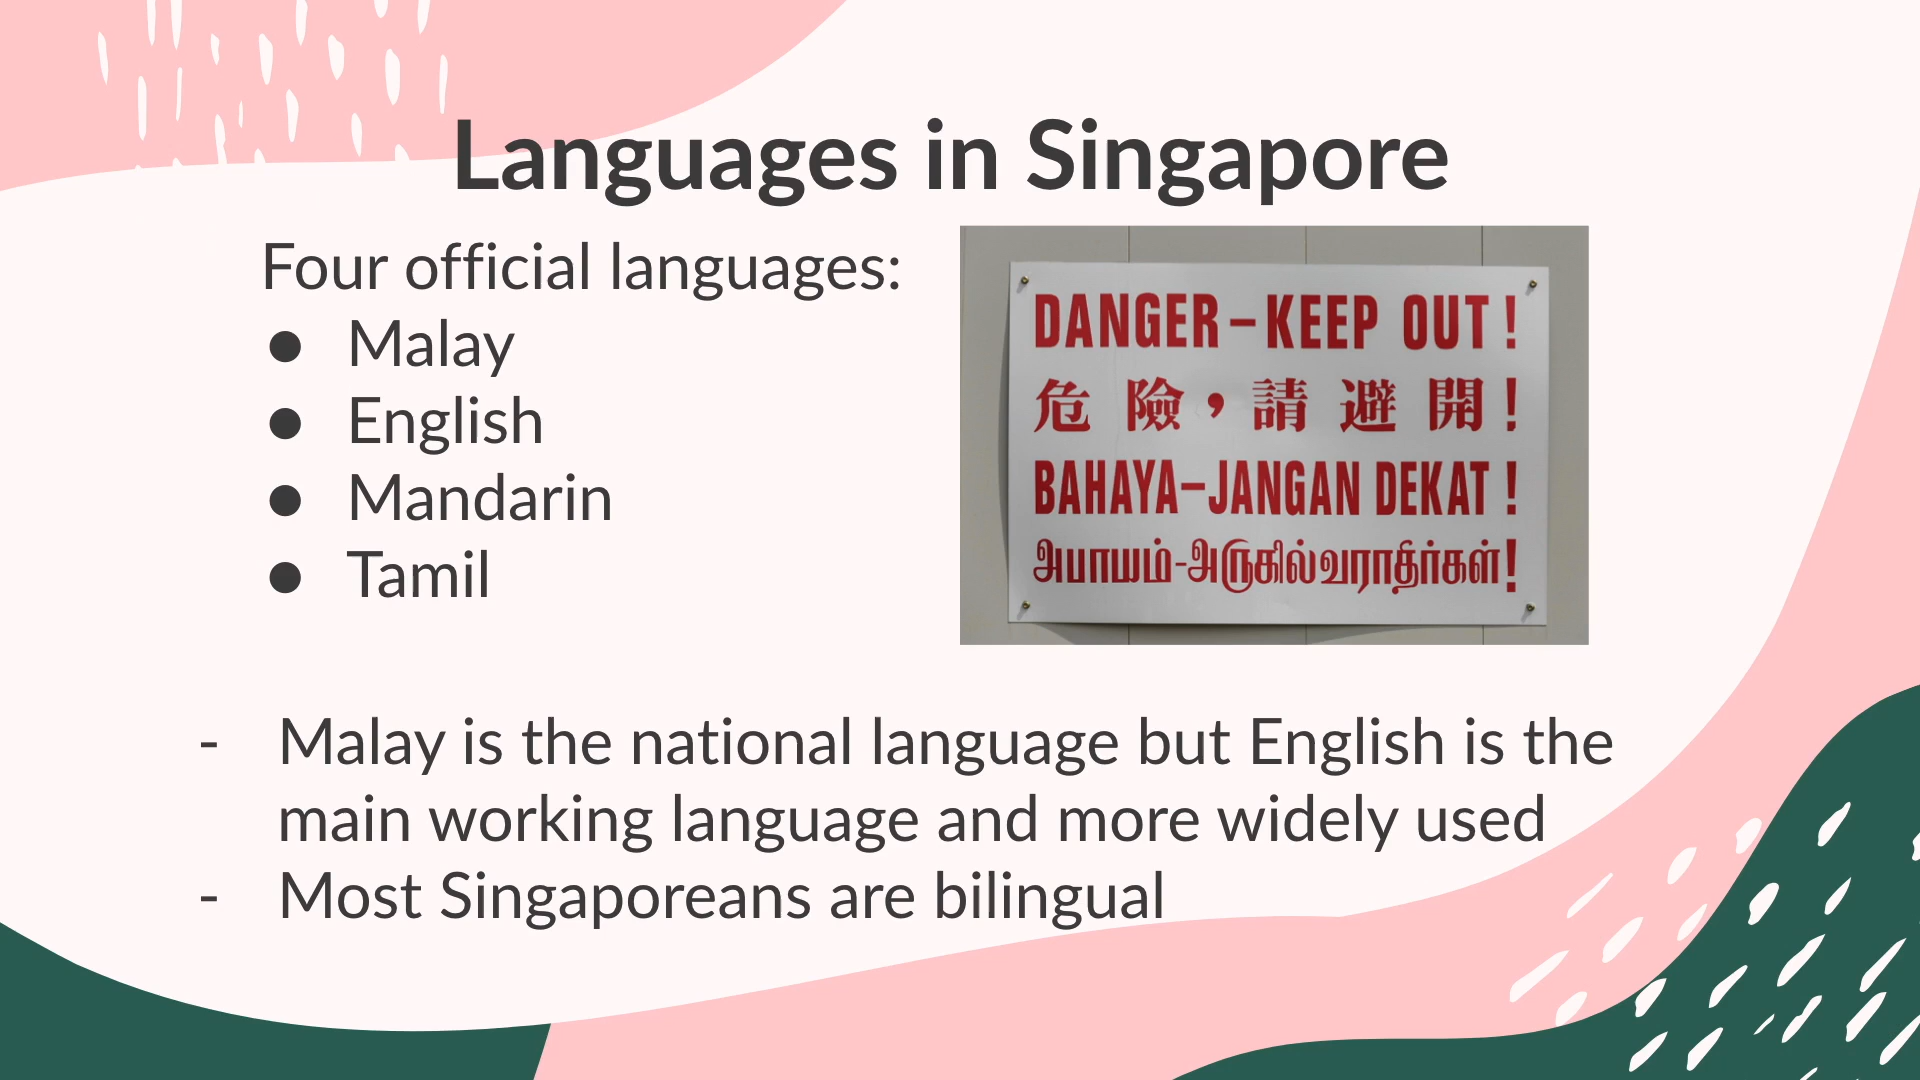 Languages in Singapore
Four official languages:
● Malay
● English
● Mandarin
● Tamil
DANGER – KEEP OUT !
危險，請避開！
BAHAYA – JANGAN DEKAT !
அபாயம்-அருகில்வராதீர்கள்!
- Malay is the national language but English is the
main working language and more widely used
- Most Singaporeans are bilingual